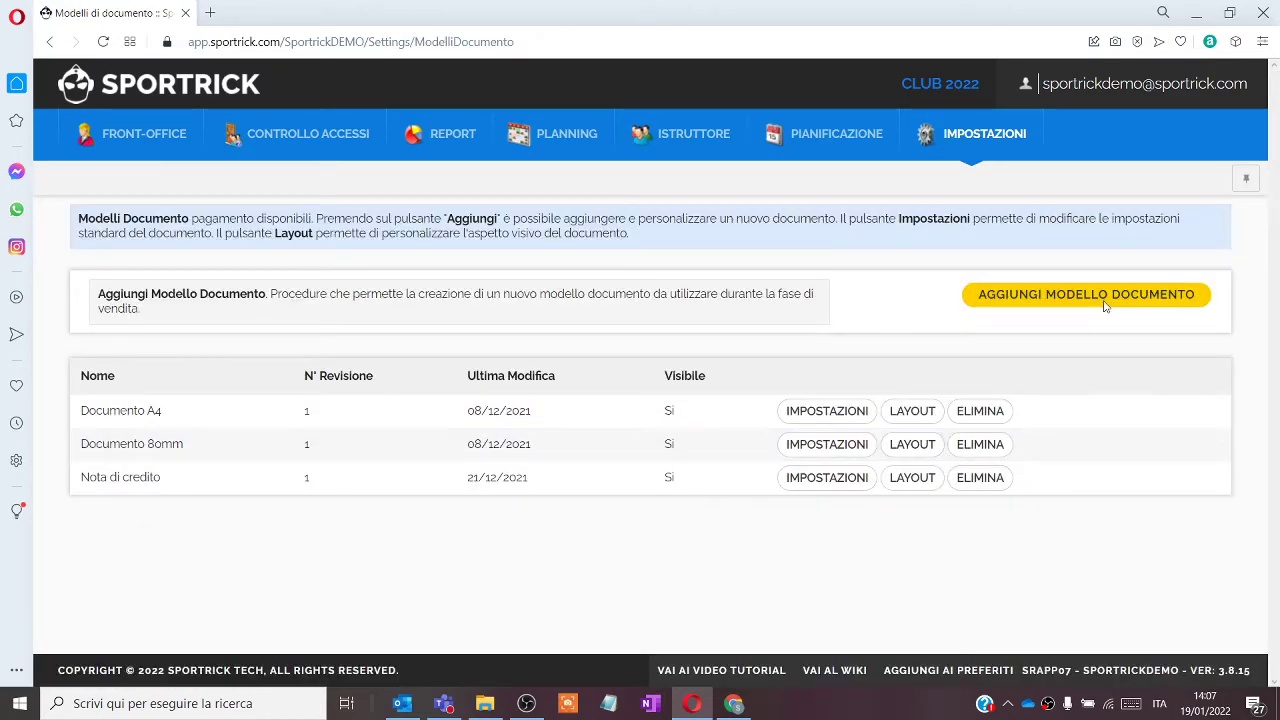 Modelli di documento :: Sp
app.sportrick.com/SportrickDEMO/Settings/ModelliDocumento
SPORTRICK
CLUB 2022
sportrickdemo@sportrick.com
FRONT-OFFICE
CONTROLLO ACCESSI
REPORT
PLANNING
ISTRUTTORE
PIANIFICAZIONE
IMPOSTAZIONI
Modelli Documento pagamento disponibili. Premendo sul pulsante "Aggiungi" è possibile aggiungere e personalizzare un nuovo documento. Il pulsante Impostazioni permette di modificare le impostazioni
standard del documento. Il pulsante Layout permette di personalizzare l'aspetto visivo del documento.
Aggiungi Modello Documento. Procedure che permette la creazione di un nuovo modello documento da utilizzare durante la fase di
vendita.
AGGIUNGI MODELLO DOCUMENTO
Nome N° Revisione Ultima Modifica Visibile
Documento A4 1 08/12/2021 Si IMPOSTAZIONI LAYOUT ELIMINA
Documento 80mm 1 08/12/2021 Si IMPOSTAZIONI LAYOUT ELIMINA
Nota di credito 1 21/12/2021 Si IMPOSTAZIONI LAYOUT ELIMINA
COPYRIGHT © 2022 SPORTRICK TECH, ALL RIGHTS RESERVED.
VAI AI VIDEO TUTORIAL
VAI AL WIKI
AGGIUNGI AI PREFERITI
SRAPP07 - SPORTRICKDEMO - VER: 3.8.15
Scrivi qui per eseguire la ricerca
ITA
14:07
19/01/2022
27